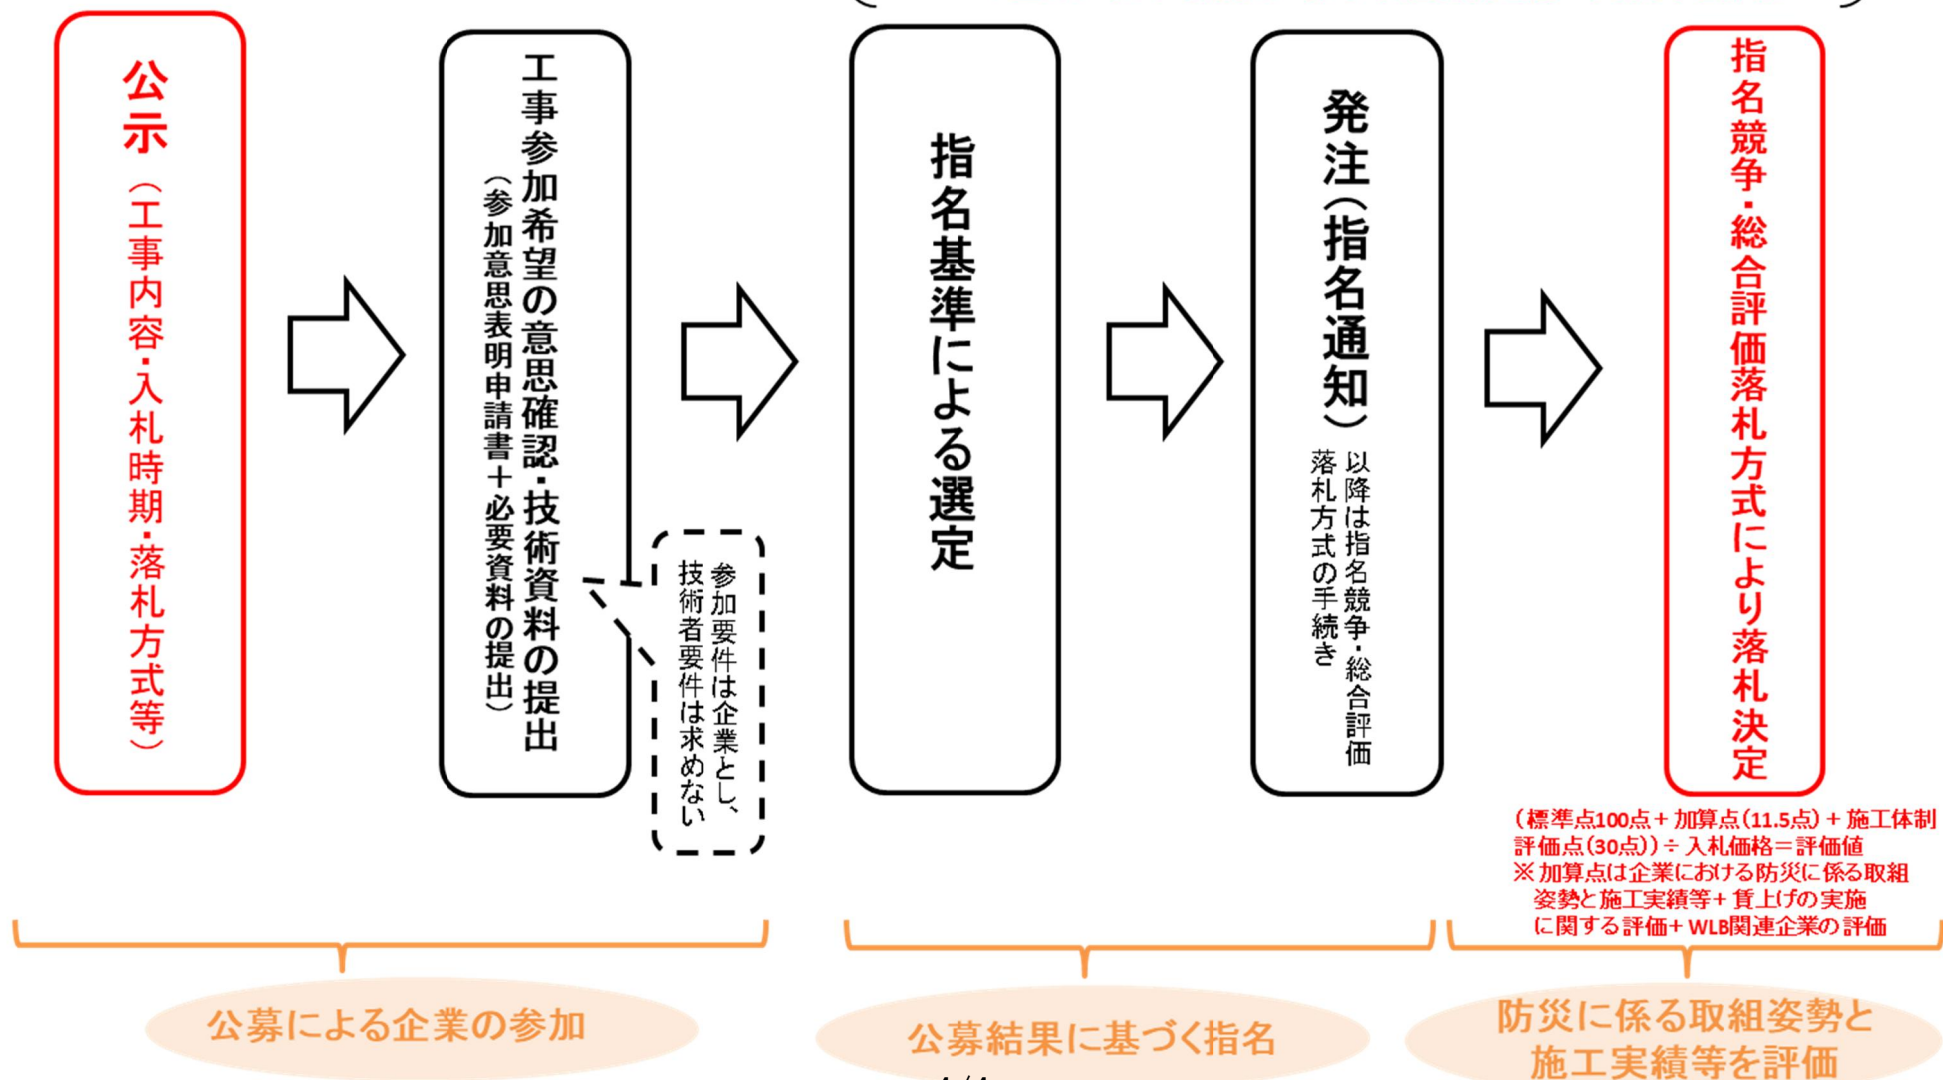 公示（工事内容・入札時期・落札方式等）
工事参加希望の意思確認・技術資料の提出
（参加意思表明申請書＋必要資料の提出）
参加要件は企業とし、
技術者要件は求めない
指名基準による選定
発注（指名通知）
以降は指名競争・総合評価
落札方式の手続き
指名競争・総合評価落札方式により落札決定
（標準点100点＋加算点（11.5点）＋施工体制
評価点（30点））÷入札価格＝評価値
※加算点は企業における防災に係る取組
姿勢と施工実績等＋賃上げの実施
に関する評価＋WLB関連企業の評価
公募による企業の参加
公募結果に基づく指名
防災に係る取組姿勢と
施工実績等を評価